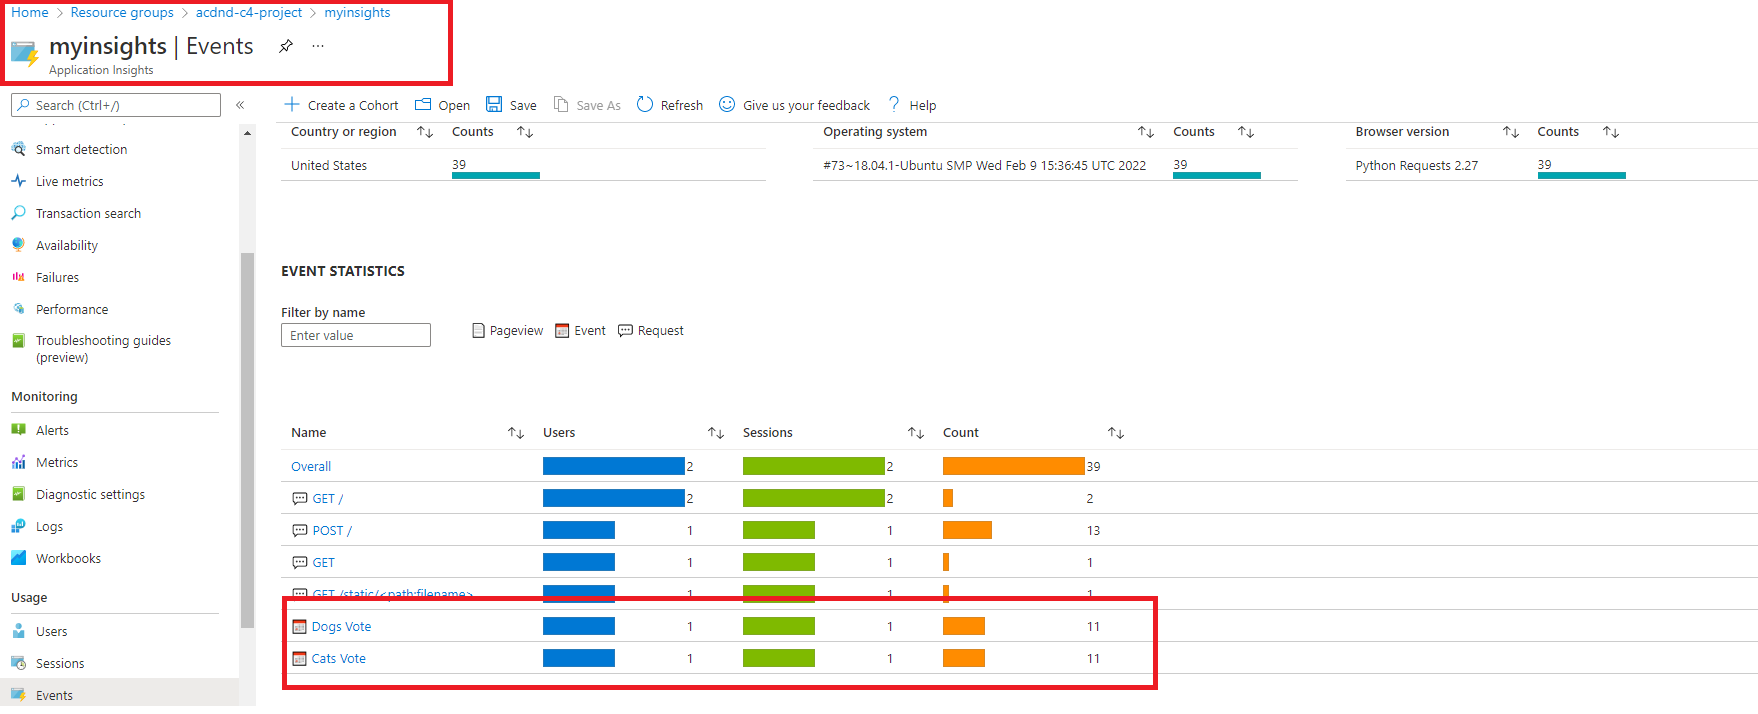 Home > Resource groups > acdnd-c4-project > myinsights
myinsights | Events ...
Application Insights
Search (Ctrl+/) «
Create a Cohort Open Save Save As Refresh Give us your feedback ? Help
Country or region ↑↓ Counts ↑↓ Operating system ↑↓ Counts ↑↓ Browser version ↑↓ Counts ↑↓
United States 39 #73~18.04.1-Ubuntu SMP Wed Feb 9 15:36:45 UTC 2022 39 Python Requests 2.27 39
Smart detection
Live metrics
Transaction search
Availability
Failures
Performance
Troubleshooting guides
(preview)
Monitoring
Alerts
Metrics
Diagnostic settings
Logs
Workbooks
Usage
Users
Sessions
Events
EVENT STATISTICS
Filter by name
Enter value
Pageview Event Request
Name ↑↓ Users ↑↓ Sessions ↑↓ Count ↑↓
Overall 2 2 39
GET / 2 2 2
POST / 1 1 13
GET 1 1 1
GET /static/<path:filename> 1 1 1
Dogs Vote 1 1 11
Cats Vote 1 1 11